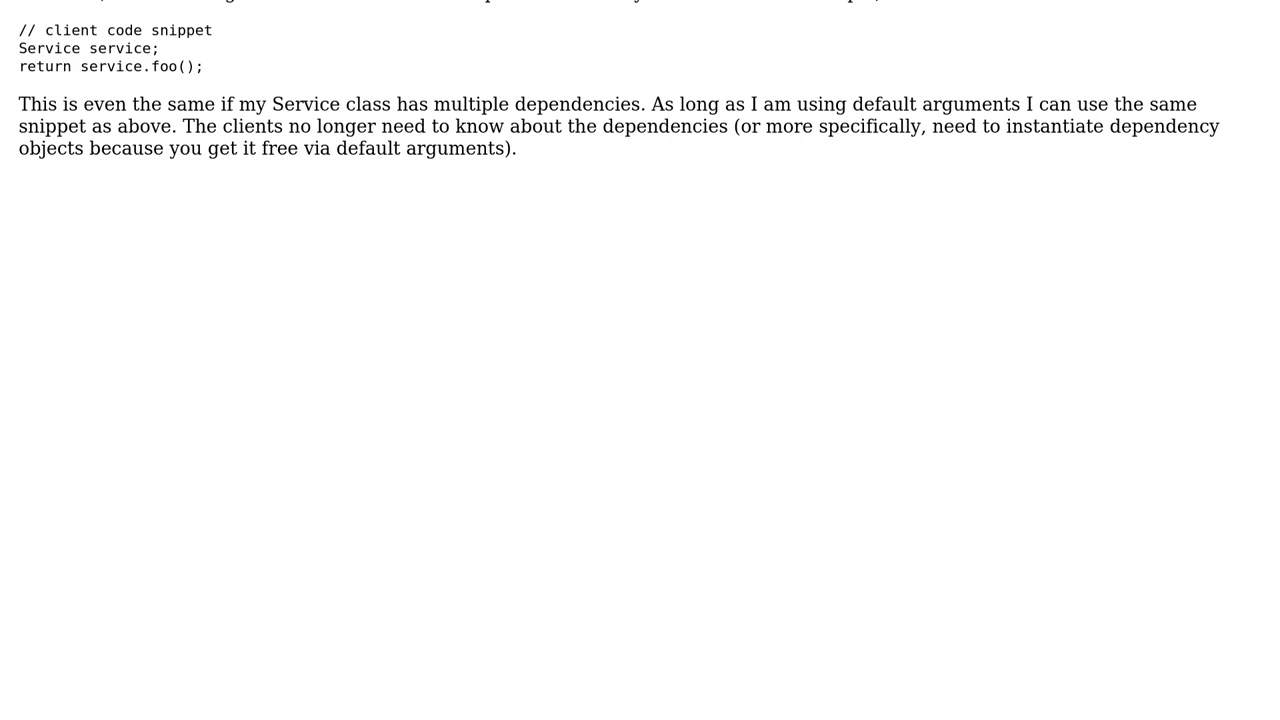 // client code snippet
Service service;
return service.foo();
This is even the same if my Service class has multiple dependencies. As long as I am using default arguments I can use the same
snippet as above. The clients no longer need to know about the dependencies (or more specifically, need to instantiate dependency
objects because you get it free via default arguments).